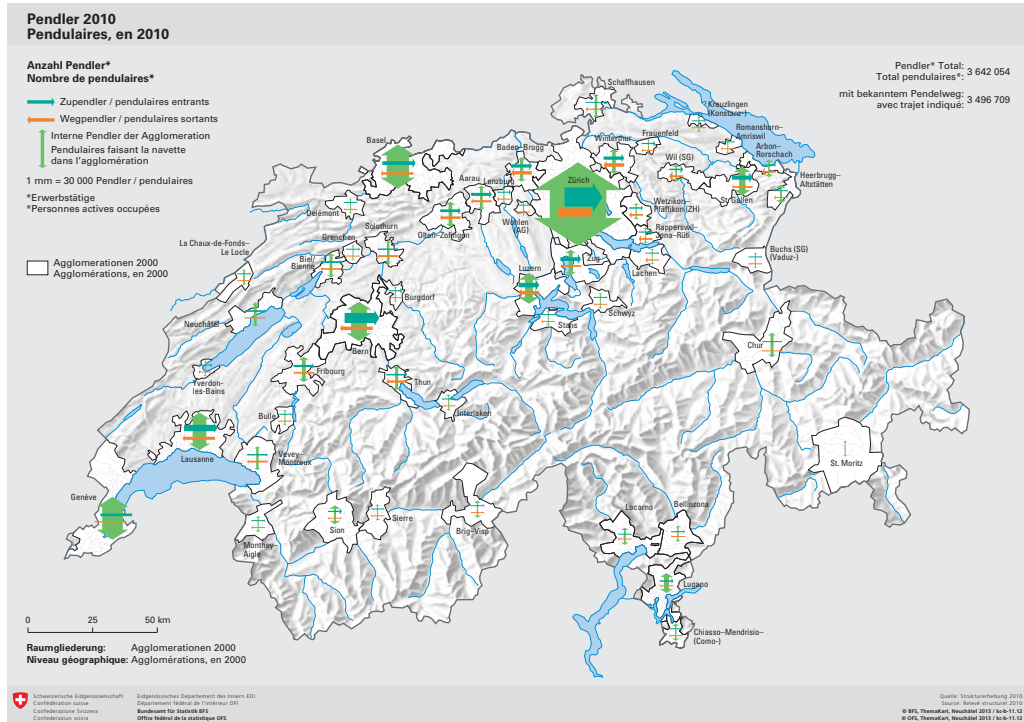 Pendler 2010
Pendulaires, en 2010
Anzahl Pendler*
Nombre de pendulaires*
Zupendler / pendulaires entrants
Wegpendler / pendulaires sortants
Interne Pendler der Agglomeration
Pendulaires faisant la navette
dans l'agglomération
1 mm = 30 000 Pendler / pendulaires
*Erwerbstätige
*Personnes actives occupées
Agglomerationen 2000
Agglomérations, en 2000
Pendler* Total:
Total pendulaires*:
3 642 054
mit bekanntem Pendelweg:
avec trajet indiqué:
3 496 709
Schaffhausen
Kreuzlingen
(Konstanz-)
Romanshorn–
Amriswil
Arbon–
Rorschach
Heerbrugg–
Altstätten
Frauenfeld
Winterthur
Wil (SG)
St. Gallen
Basel
Baden–Brugg
Zürich
Aarau
Lenzburg
Wohlen
(AG)
Wetzikon–
Pfäffikon (ZH)
Rapperswil–
Jona–Rüti
Delémont
Solothurn
Olten–Zofingen
Grenchen
La Chaux-de-Fonds–
Le Locle
Biel/
Bienne
Luzern
Zug
Lachen
Buchs (SG)
(Vaduz-)
Burgdorf
Neuchâtel
Schwyz
Stans
Bern
Chur
Fribourg
Thun
Yverdon-
les-Bains
Interlaken
Bulle
Lausanne
Vevey–
Montreux
St. Moritz
Genève
Sion
Sierre
Brig–Visp
Monthey–
Aigle
Locarno
Bellinzona
Lugano
Chiasso–Mendrisio–
(Como-)
0 25 50 km
Raumgliederung: Agglomerationen 2000
Niveau géographique: Agglomérations, en 2000
Schweizerische Eidgenossenschaft
Confédération suisse
Confederazione Svizzera
Confederaziun svizra
Eidgenössisches Departement des Innern EDI
Département fédéral de l'intérieur DFI
Bundesamt für Statistik BFS
Office fédéral de la statistique OFS
Quelle: Strukturerhebung 2010
Source: Relevé structurel 2010
© BFS, ThemaKart, Neuchâtel 2013 / kc-b-11.12
© OFS, ThemaKart, Neuchâtel 2013 / kc-b-11.12